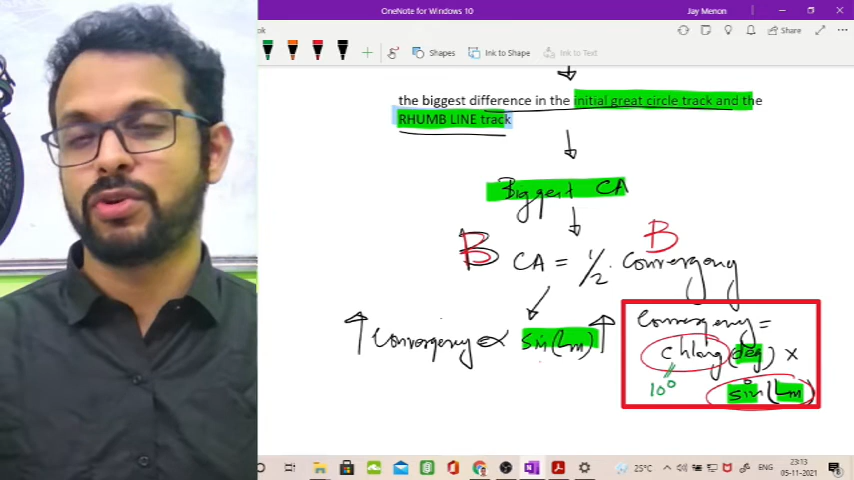 OneNote for Windows 10
Jay Menon
Share
Shapes
Ink to Shape
Ink to Text
the biggest difference in the initial great circle track and the
RHUMB LINE track
Biggest CA
B
B
CA = 1/2. Convergency
↑ Convergency ∝ sin(Lm) ↑
Convergency =
chlong (deg) ×
10°
sin(Lm)
25°C
ENG
23:13
05-11-2021